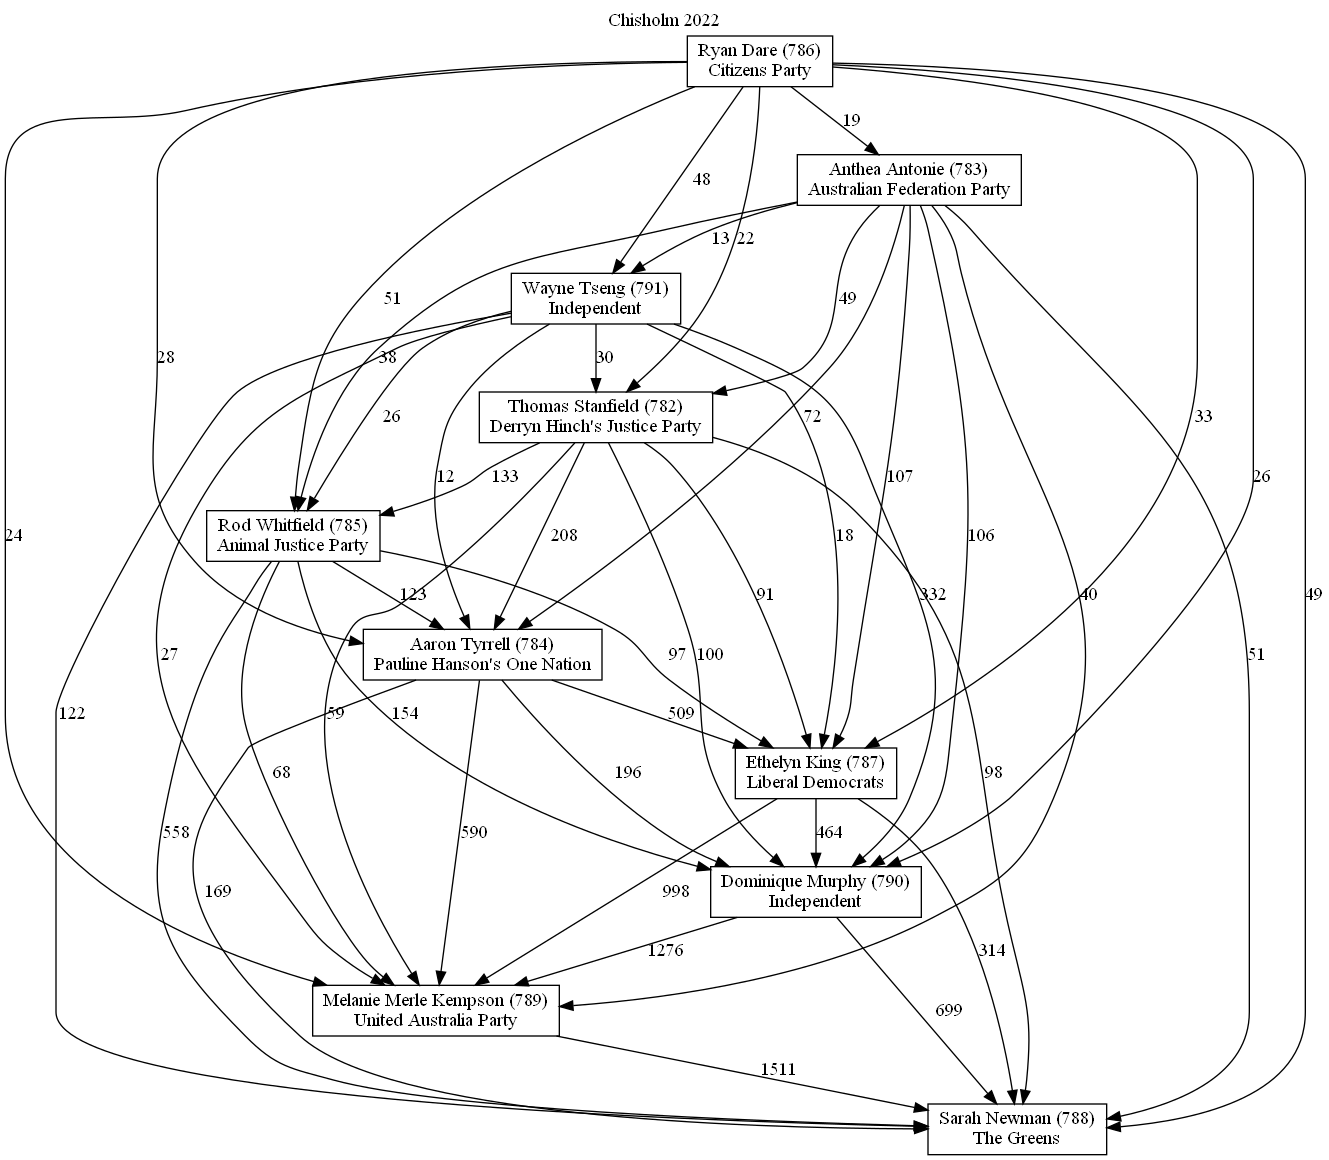 Chisholm 2022
Ryan Dare (786)
Citizens Party
19
Anthea Antonie (783)
Australian Federation Party
48
13
22
Wayne Tseng (791)
Independent
51
49
38
30
28
Thomas Stanfield (782)
Derryn Hinch's Justice Party
26
72
33
12
133
107
26
Rod Whitfield (785)
Animal Justice Party
24
208
18
106
123
91
332
40
49
Aaron Tyrrell (784)
Pauline Hanson's One Nation
27
97
100
51
122
59
154
509
Ethelyn King (787)
Liberal Democrats
68
196
98
558
590
464
Dominique Murphy (790)
Independent
169
998
1276
314
Melanie Merle Kempson (789)
United Australia Party
699
1511
Sarah Newman (788)
The Greens